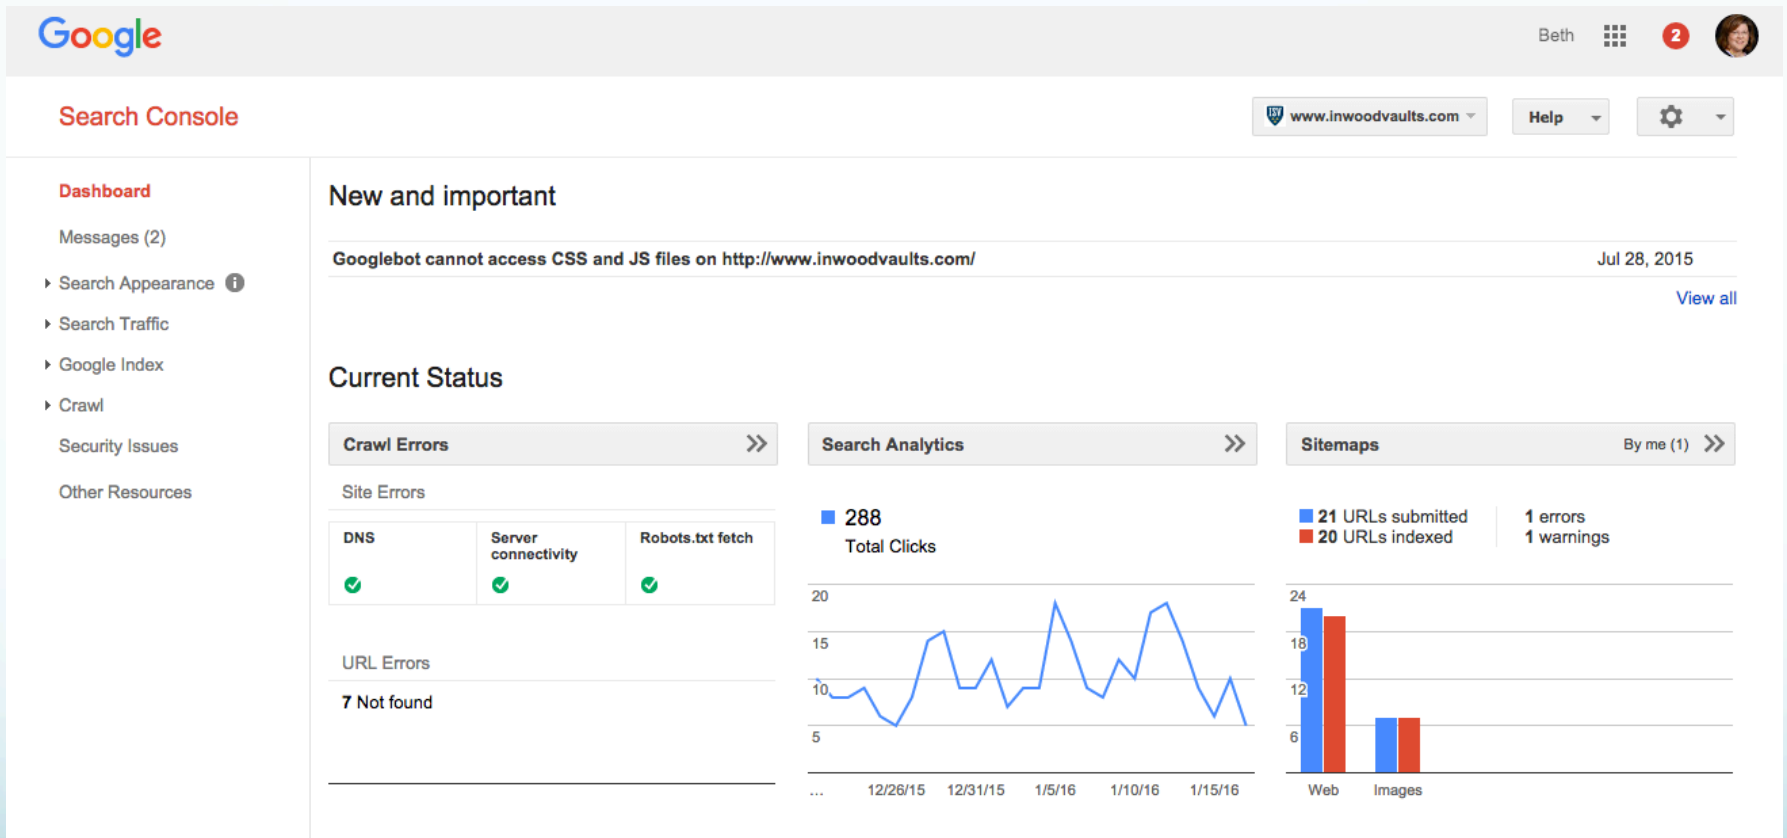 Google
Beth
2
Search Console
www.inwoodvaults.com
Help
Dashboard
Messages (2)
Search Appearance
Search Traffic
Google Index
Crawl
Security Issues
Other Resources
New and important
Googlebot cannot access CSS and JS files on http://www.inwoodvaults.com/ Jul 28, 2015
View all
Current Status
Crawl Errors
Site Errors
DNS
Server
connectivity
Robots.txt fetch
URL Errors
7 Not found
Search Analytics
288
Total Clicks
20
15
10
5
... 12/26/15 12/31/15 1/5/16 1/10/16 1/15/16
Sitemaps By me (1)
21 URLs submitted 1 errors
20 URLs indexed 1 warnings
24
18
12
6
Web Images